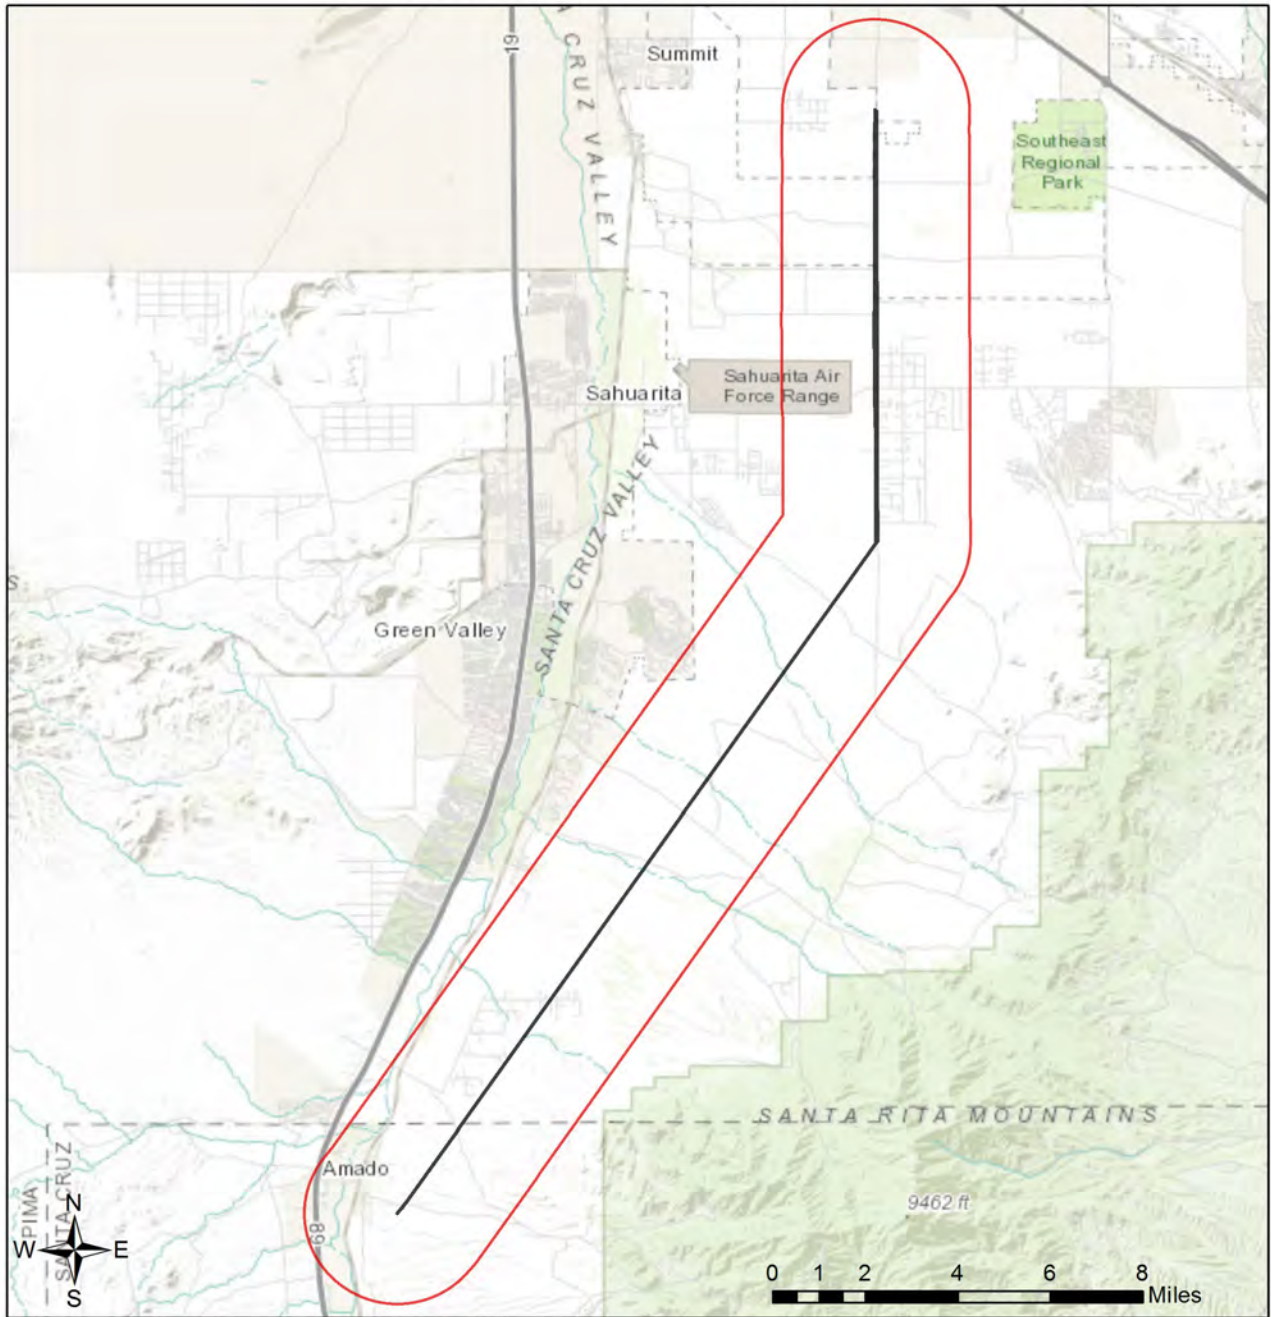 19
A CRUZ VALLEY
Summit
Southeast
Regional
Park
Sahuarita Air
Force Range
Sahuarita
SANTA CRUZ VALLEY
S
Green Valley
SANTA RITA MOUNTAINS
Amado
9462 ft
PIMA
SANTA CRUZ
89
N
W E
S
0 1 2 4 6 8
Miles